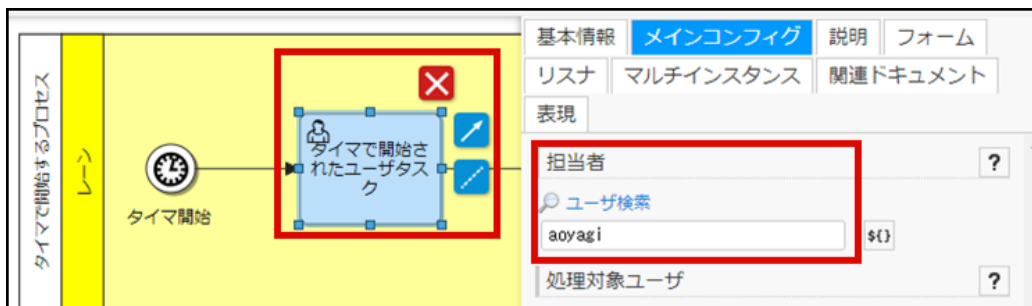 タイマで開始するプロセス
レーン
タイマ開始
タイマで開始さ
れたユーザタス
ク
基本情報 メインコンフィグ 説明 フォーム
リスナ マルチインスタンス 関連ドキュメント
表現
担当者 ?
ユーザ検索
aoyagi ${}
処理対象ユーザ ?